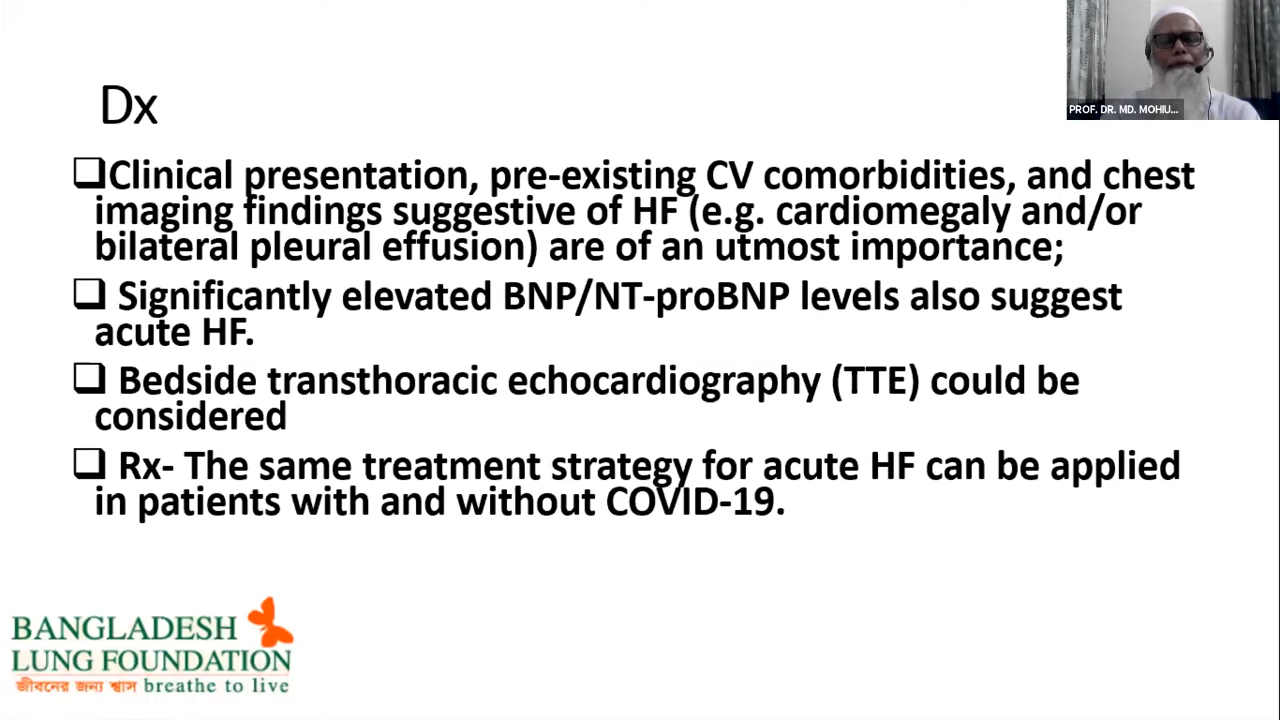 PROF. DR. MD. MOHIU...
Dx
❑Clinical presentation, pre-existing CV comorbidities, and chest
imaging findings suggestive of HF (e.g. cardiomegaly and/or
bilateral pleural effusion) are of an utmost importance;
❑ Significantly elevated BNP/NT-proBNP levels also suggest
acute HF.
❑ Bedside transthoracic echocardiography (TTE) could be
considered
❑ Rx- The same treatment strategy for acute HF can be applied
in patients with and without COVID-19.
BANGLADESH
LUNG FOUNDATION
জীবনের জন্য শ্বাস breathe to live